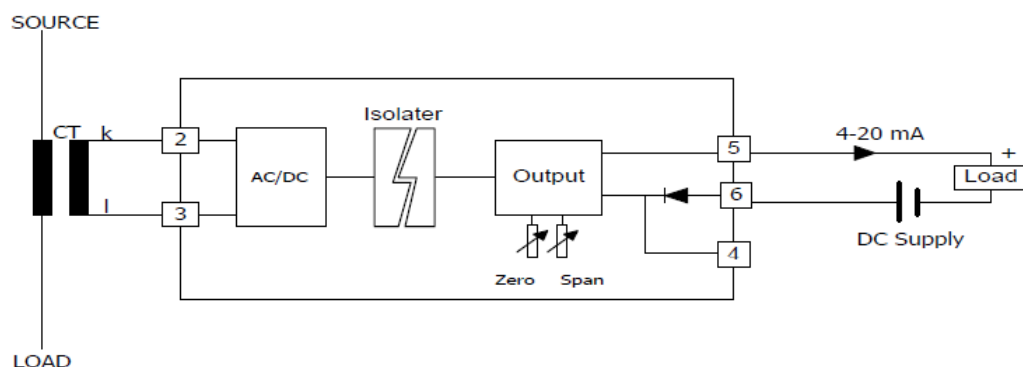 SOURCE
CT
k
l
2
3
AC/DC
Isolater
Output
Zero
Span
5
6
4
4-20 mA
+
Load
DC Supply
LOAD